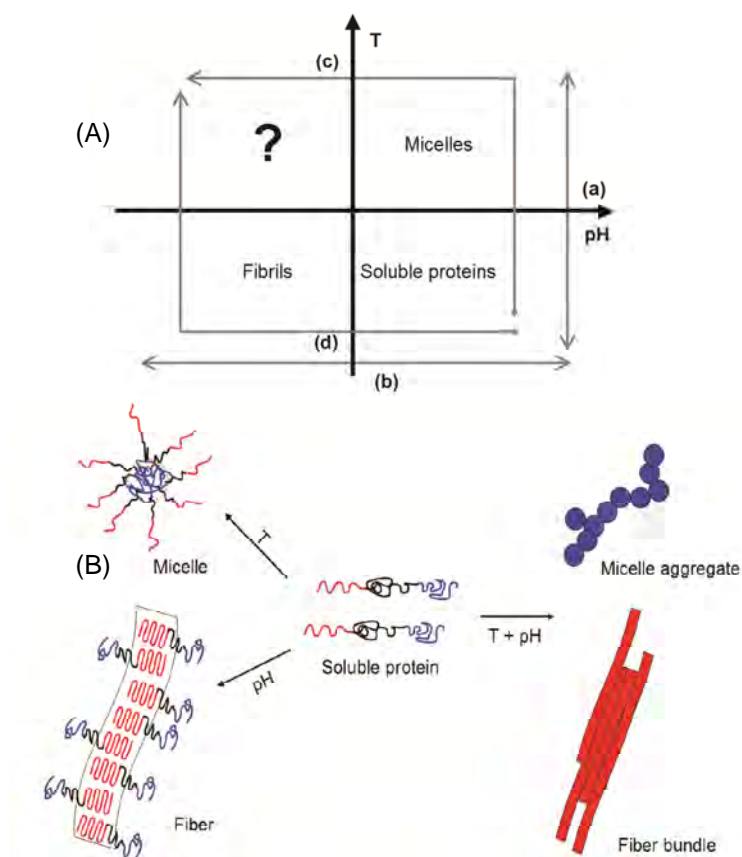 T
(c)
(A)
?
Micelles
(a)
pH
Fibrils
Soluble proteins
(d)
(b)
T
Micelle
(B)
Micelle aggregate
T + pH
Soluble protein
pH
Fiber
Fiber bundle